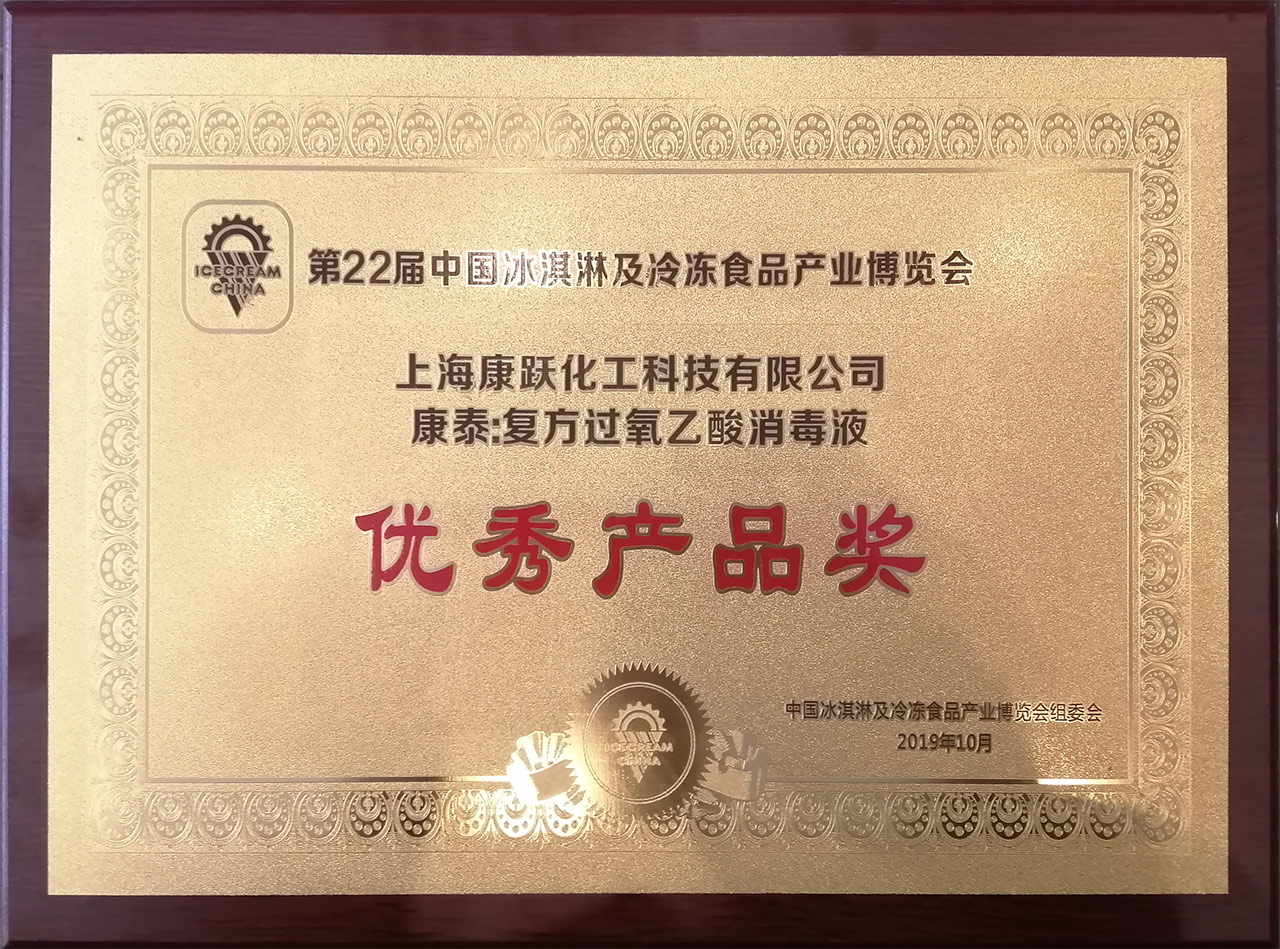 ICECREAM
CHINA
第22届中国冰淇淋及冷冻食品产业博览会
上海康跃化工科技有限公司
康泰:复方过氧乙酸消毒液
优秀产品奖
ICECREAM
CHINA
中国冰淇淋及冷冻食品产业博览会组委会
2019年10月